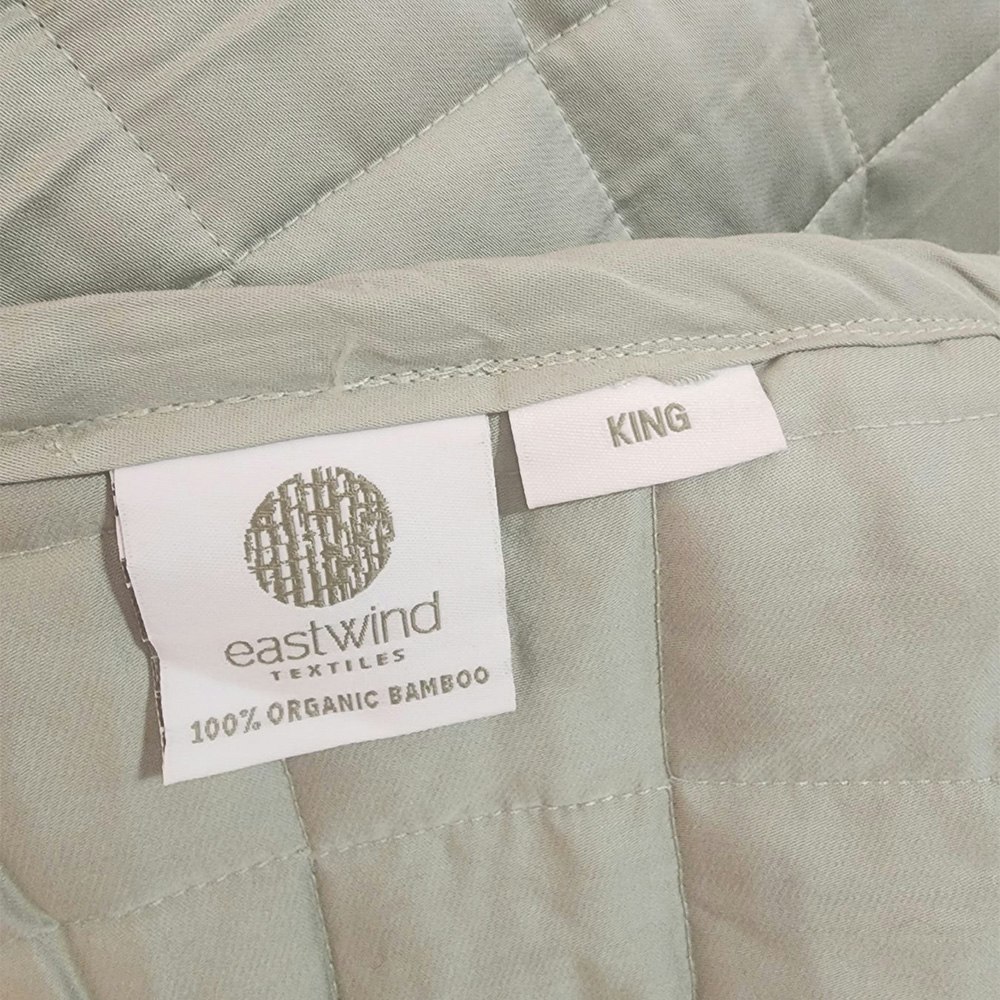 eastwind
TEXTILES
100% ORGANIC BAMBOO
KING